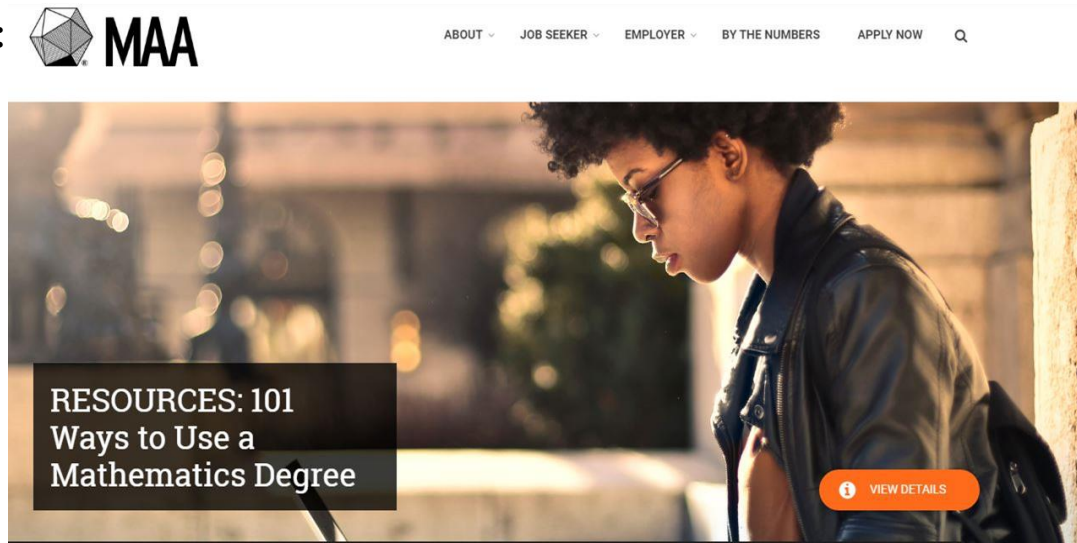 MAA
ABOUT JOB SEEKER EMPLOYER BY THE NUMBERS APPLY NOW
RESOURCES: 101
Ways to Use a
Mathematics Degree
VIEW DETAILS